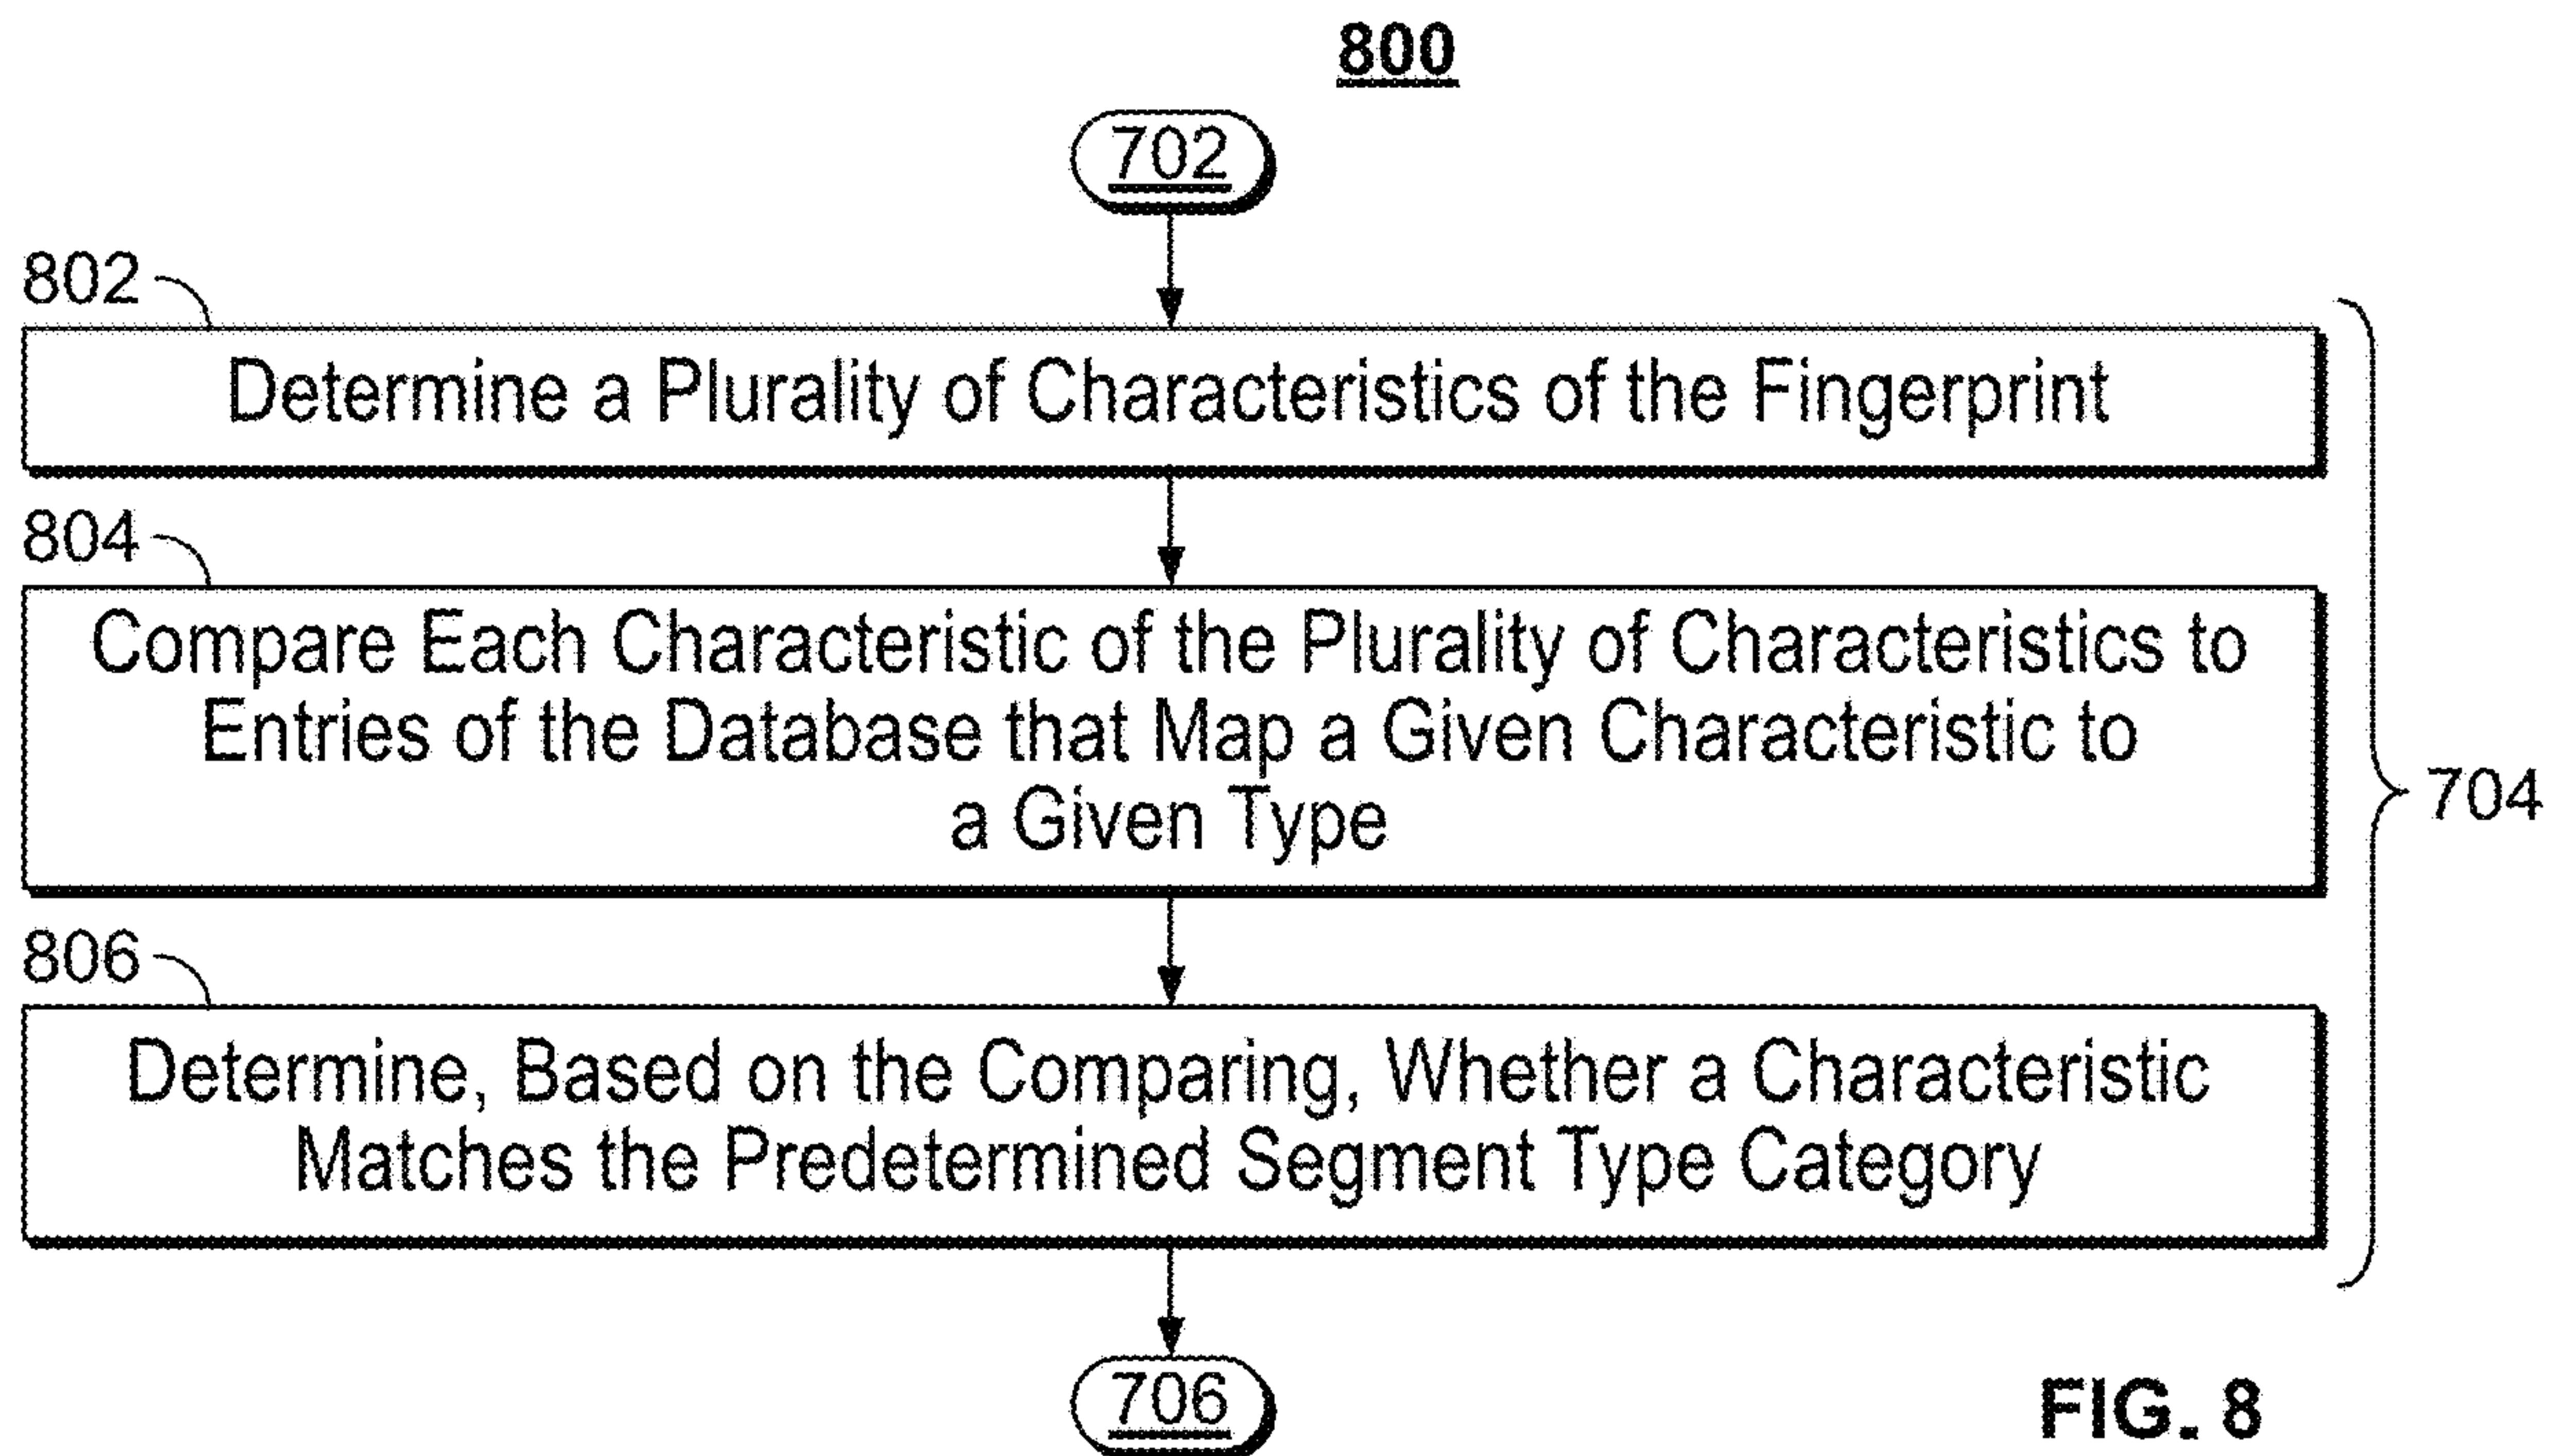 800
702
802
Determine a Plurality of Characteristics of the Fingerprint
804
Compare Each Characteristic of the Plurality of Characteristics to
Entries of the Database that Map a Given Characteristic to
a Given Type
704
806
Determine, Based on the Comparing, Whether a Characteristic
Matches the Predetermined Segment Type Category
706
FIG. 8